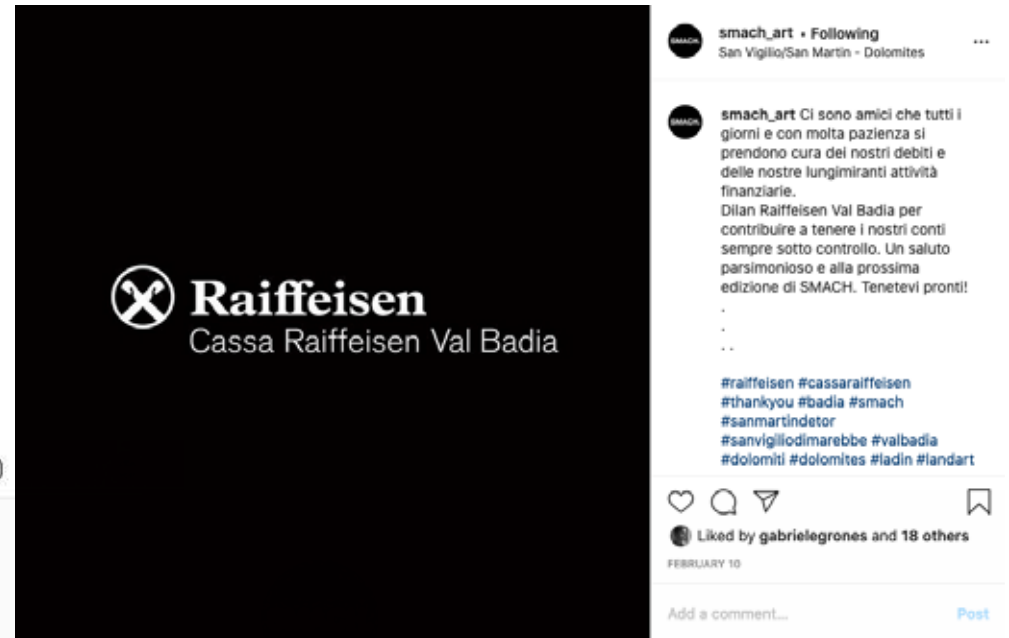 Raiffeisen
Cassa Raiffeisen Val Badia
SMACH.
smach_art • Following
San Vigilio/San Martin - Dolomites
SMACH.
smach_art Ci sono amici che tutti i
giorni e con molta pazienza si
prendono cura dei nostri debiti e
delle nostre lungimiranti attività
finanziarie.
Dilan Raiffeisen Val Badia per
contribuire a tenere i nostri conti
sempre sotto controllo. Un saluto
parsimonioso e alla prossima
edizione di SMACH. Tenetevi pronti!
.
.
. .
#raiffeisen #cassaraiffeisen
#thankyou #badia #smach
#sanmartindetor
#sanvigiliodimarebbe #valbadia
#dolomiti #dolomites #ladin #landart
Liked by gabrielegrones and 18 others
FEBRUARY 10
Add a comment...
Post